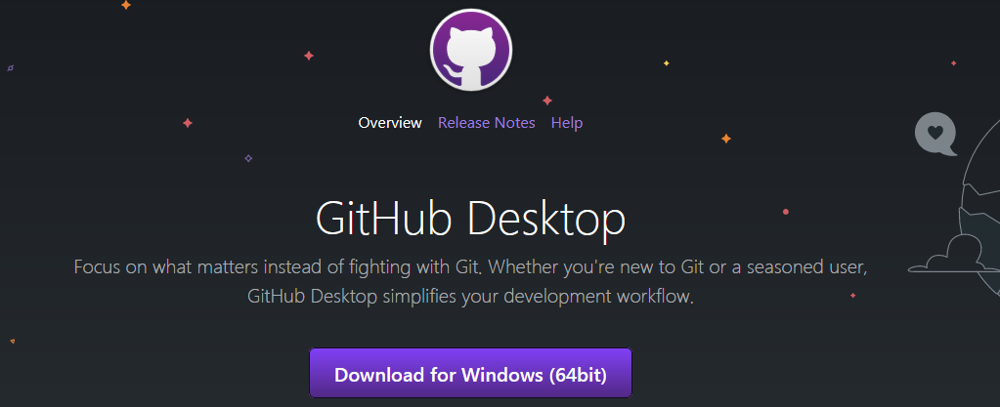 Overview Release Notes Help
GitHub Desktop
Focus on what matters instead of fighting with Git. Whether you're new to Git or a seasoned user,
GitHub Desktop simplifies your development workflow.
Download for Windows (64bit)